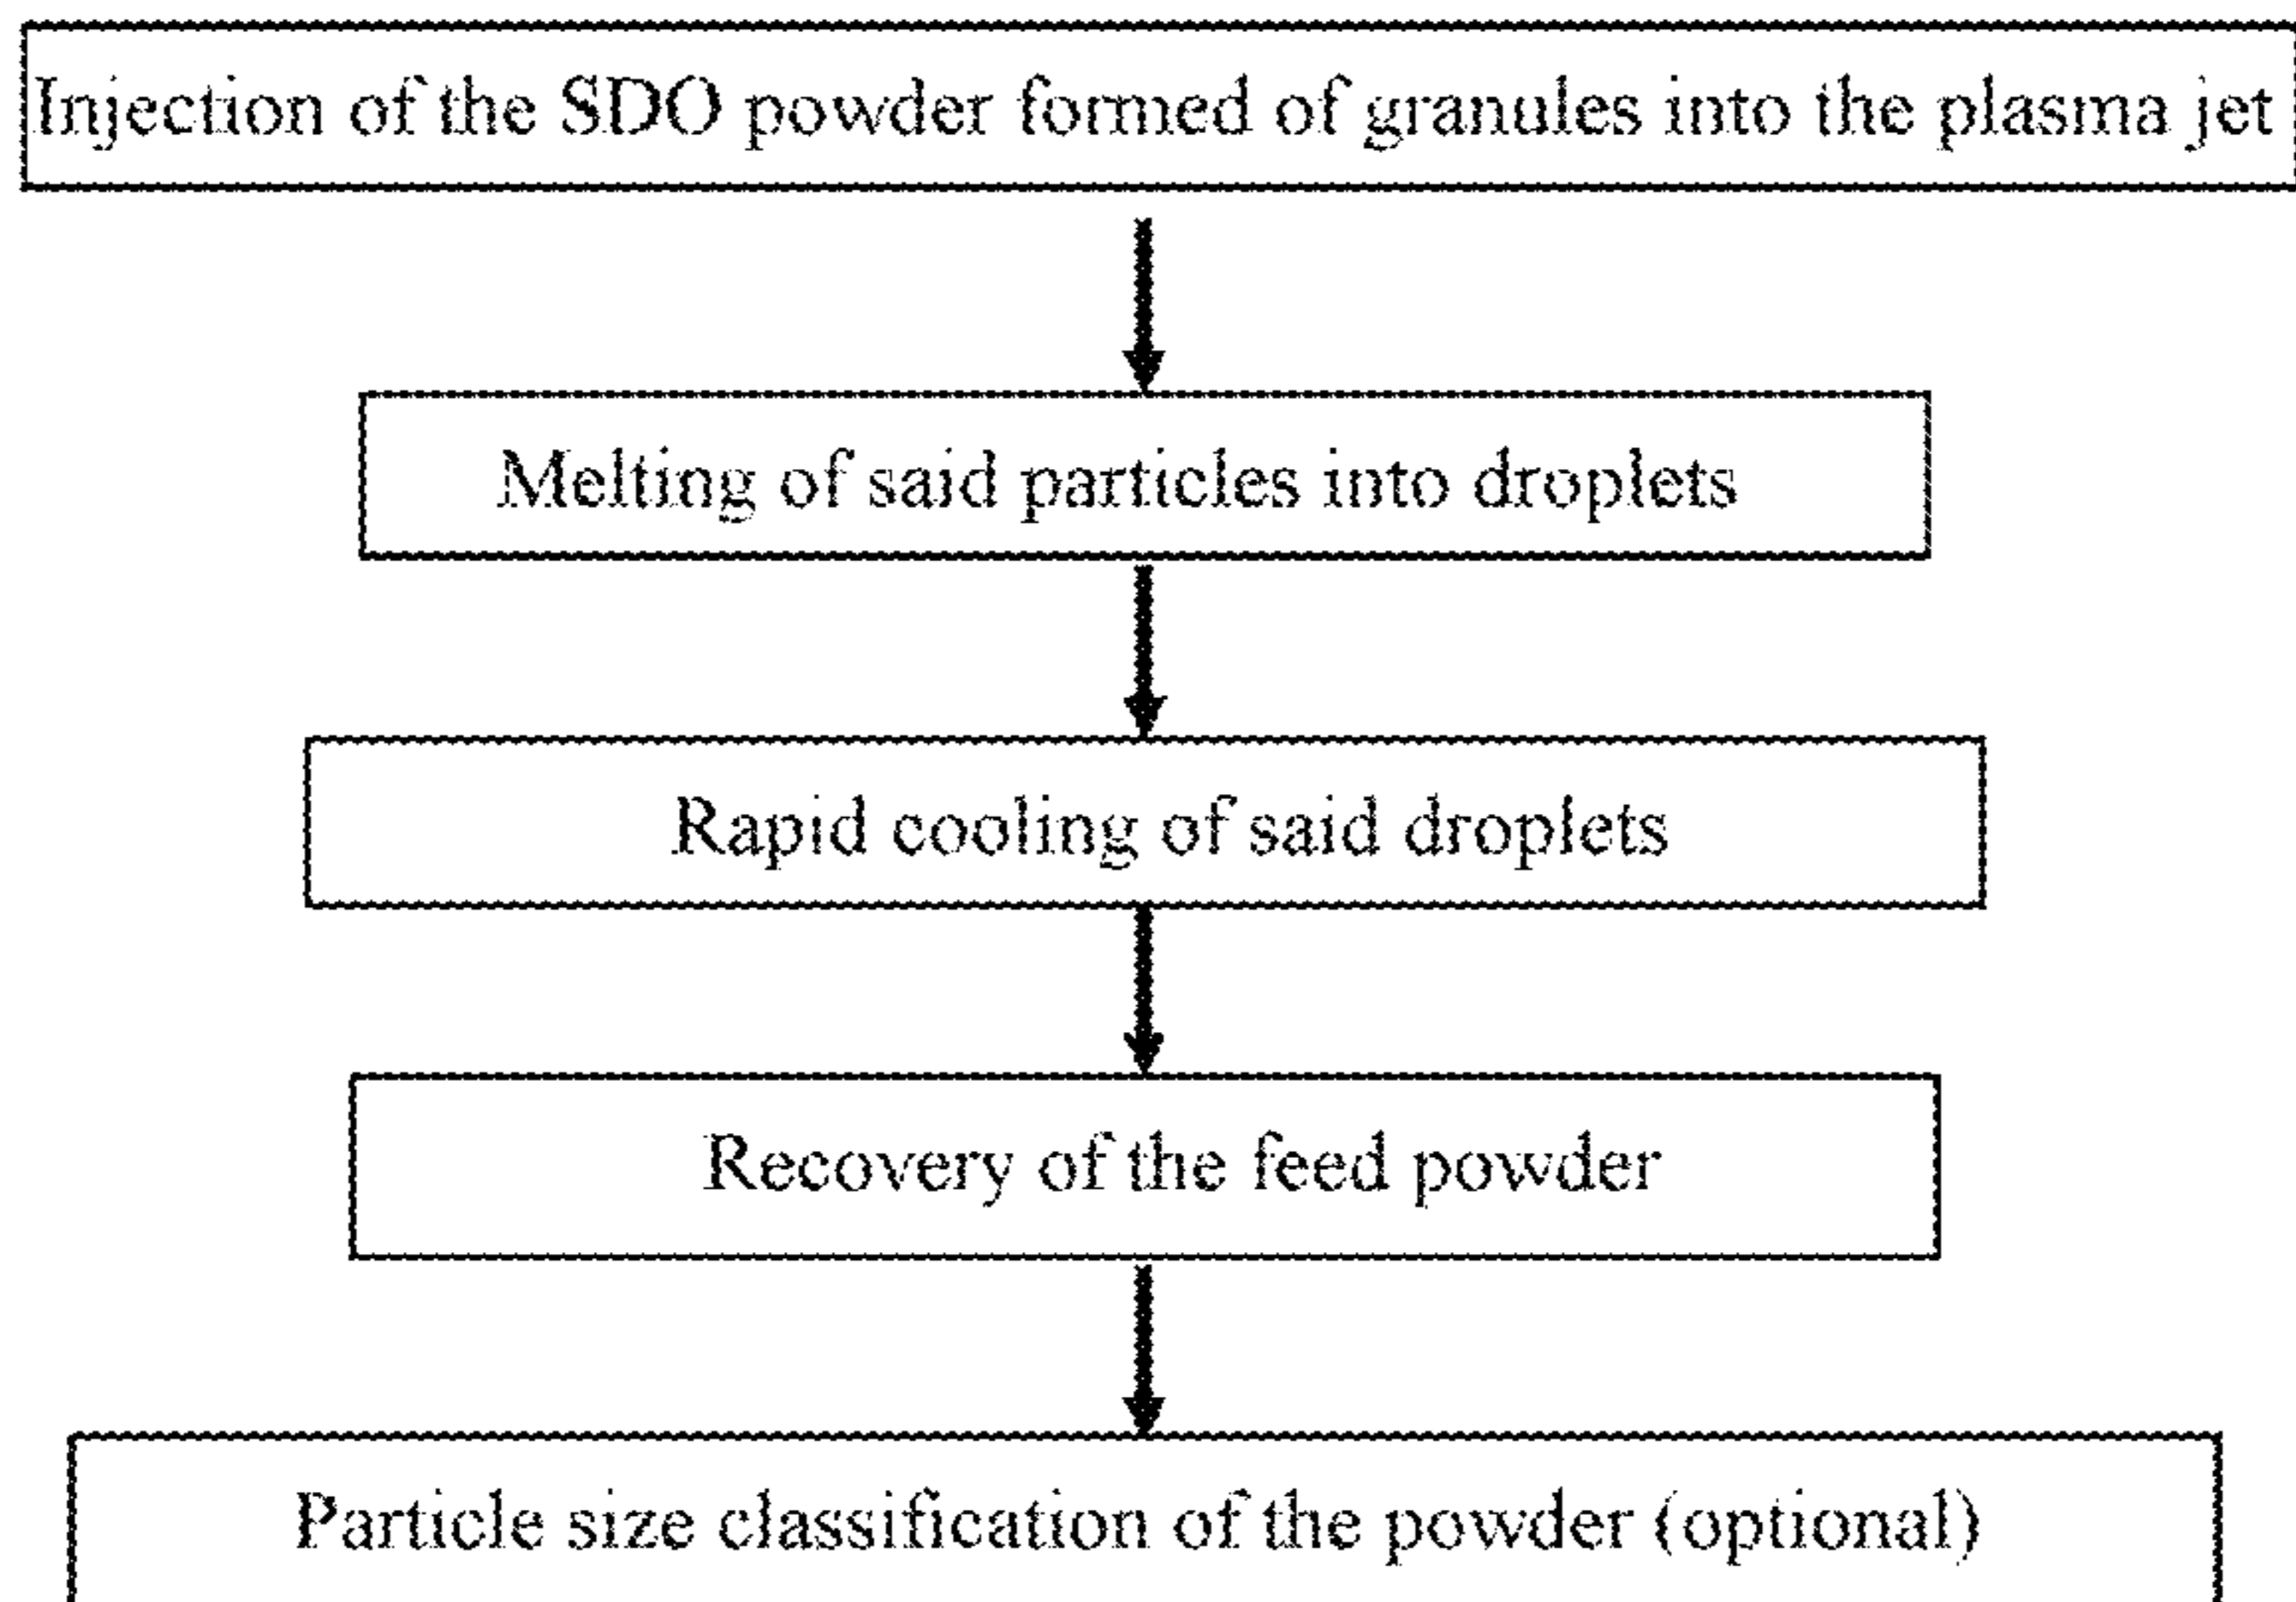 Injection of the SDO powder formed of granules into the plasma jet
Melting of said particles into droplets
Rapid cooling of said droplets
Recovery of the feed powder
Particle size classification of the powder (optional)